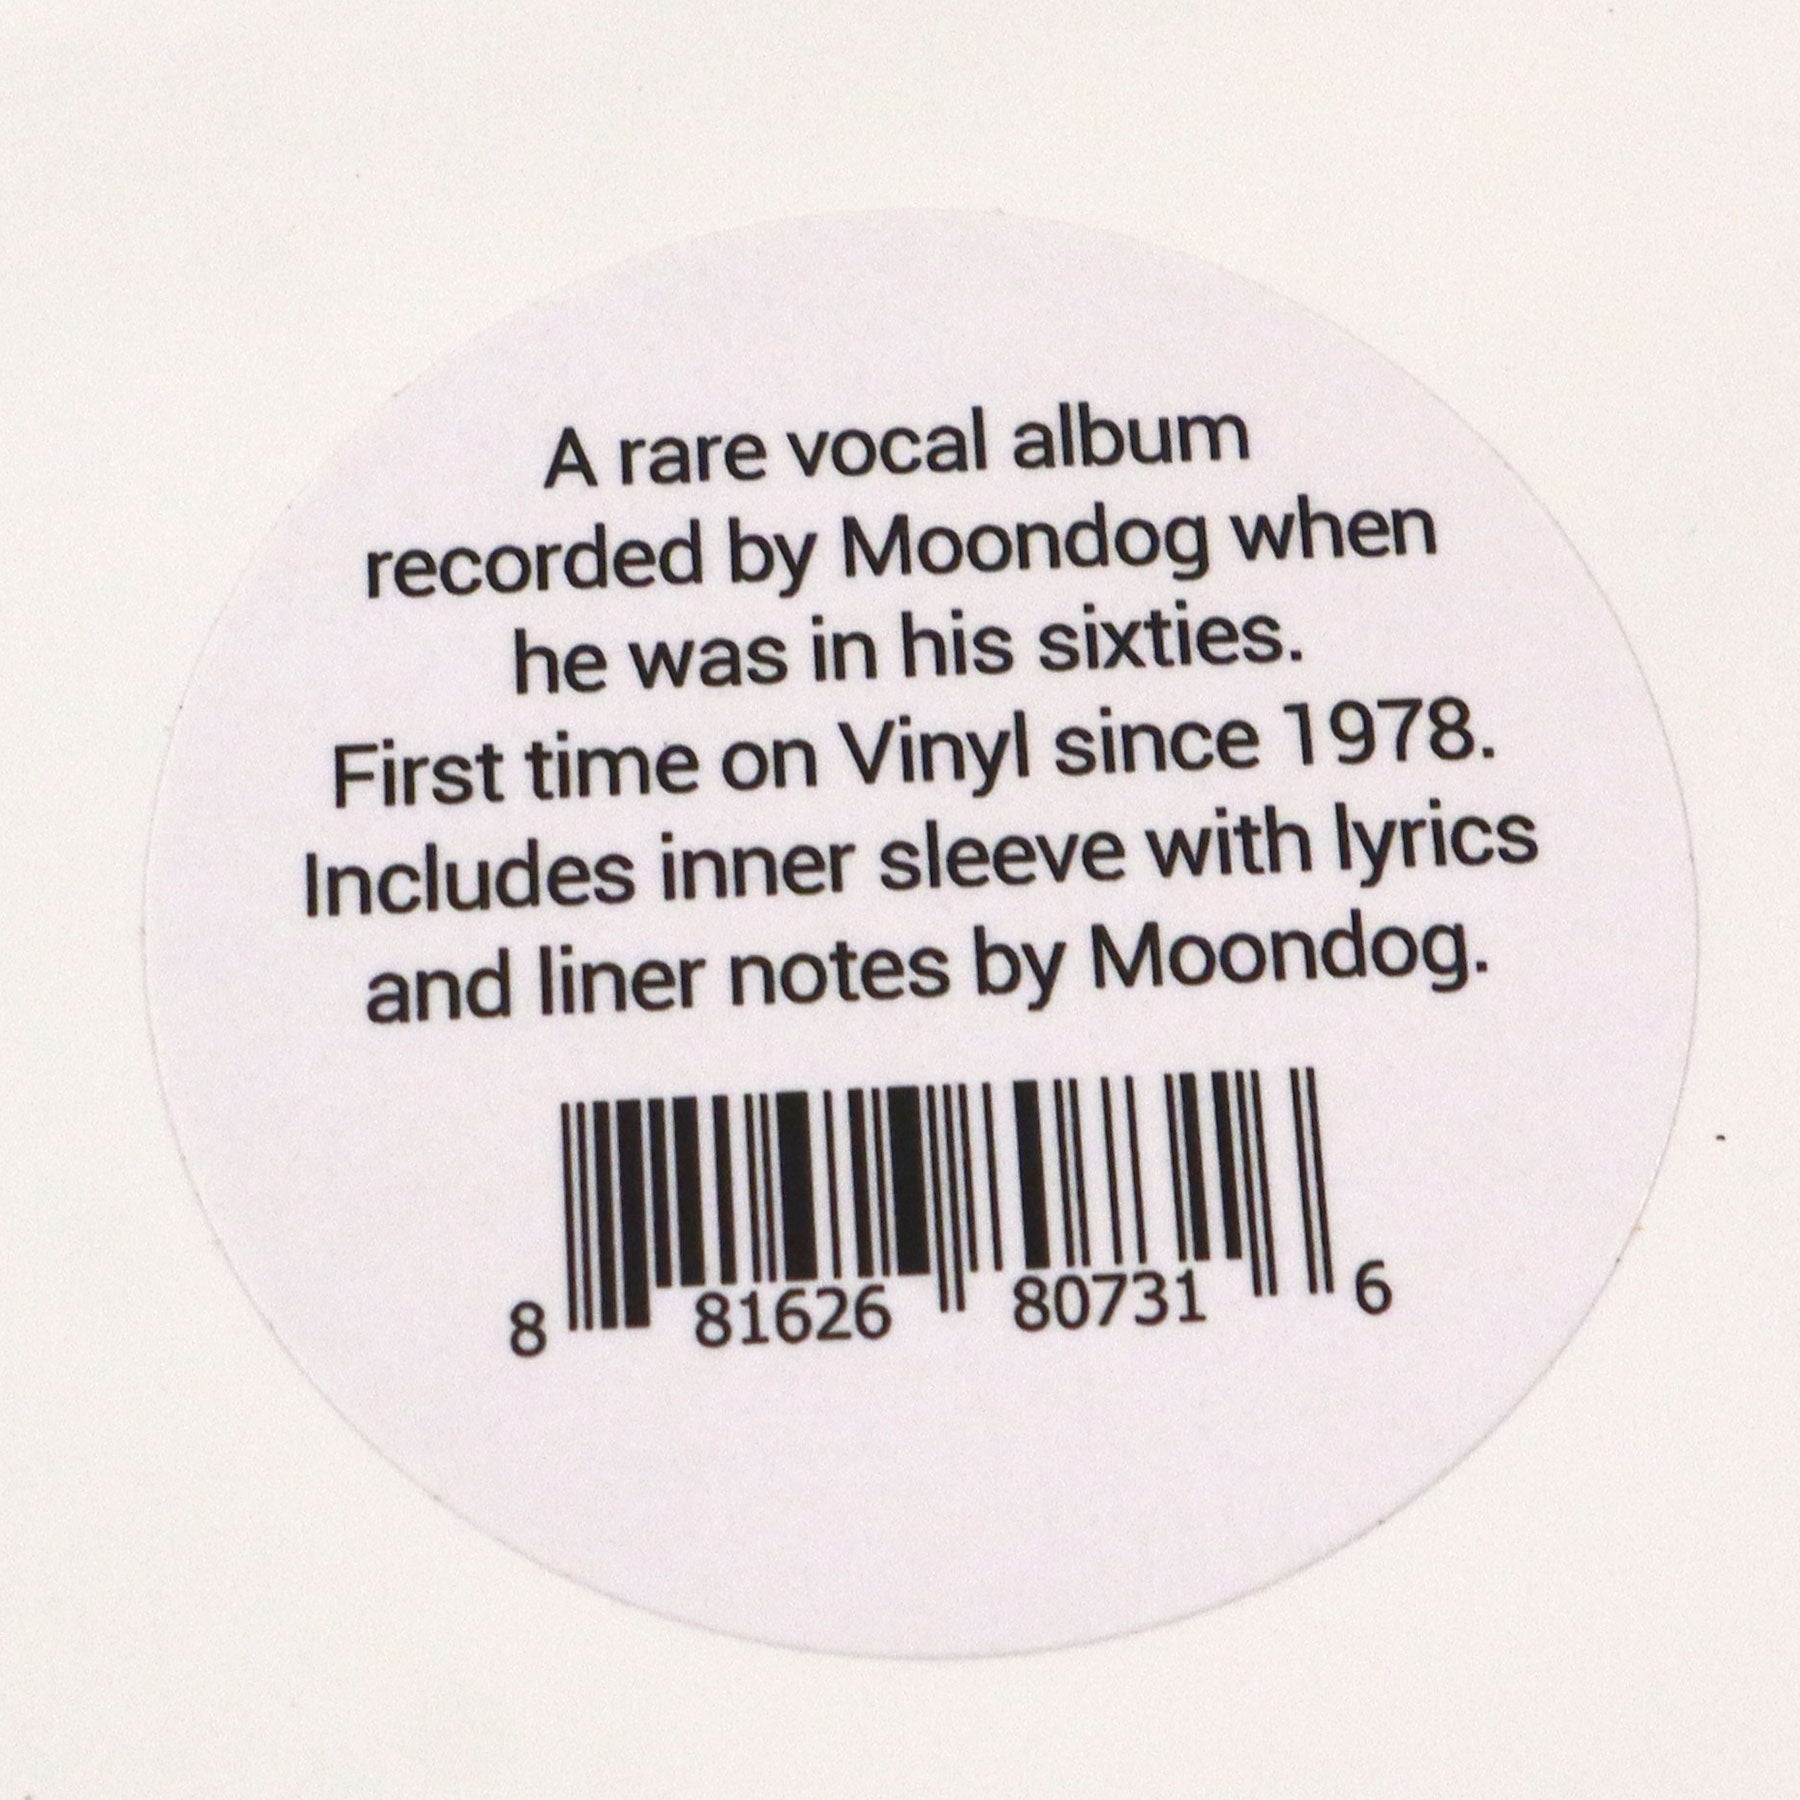 A rare vocal album
recorded by Moondog when
he was in his sixties.
First time on Vinyl since 1978.
Includes inner sleeve with lyrics
and liner notes by Moondog.
8 81626 80731 6